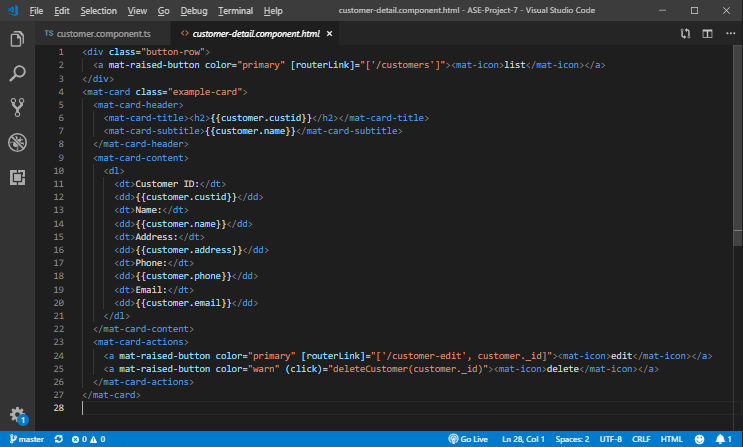 File Edit Selection View Go Debug Terminal Help customer-detail.component.html - ASE-Project-7 - Visual Studio Code
TS customer.component.ts <> customer-detail.component.html ×
1 <div class="button-row">
2   <a mat-raised-button color="primary" [routerLink]="['/customers']"><mat-icon>list</mat-icon></a>
3 </div>
4 <mat-card class="example-card">
5   <mat-card-header>
6     <mat-card-title><h2>{{customer.custid}}</h2></mat-card-title>
7     <mat-card-subtitle>{{customer.name}}</mat-card-subtitle>
8   </mat-card-header>
9   <mat-card-content>
10     <dl>
11       <dt>Customer ID:</dt>
12       <dd>{{customer.custid}}</dd>
13       <dt>Name:</dt>
14       <dd>{{customer.name}}</dd>
15       <dt>Address:</dt>
16       <dd>{{customer.address}}</dd>
17       <dt>Phone:</dt>
18       <dd>{{customer.phone}}</dd>
19       <dt>Email:</dt>
20       <dd>{{customer.email}}</dd>
21     </dl>
22   </mat-card-content>
23   <mat-card-actions>
24     <a mat-raised-button color="primary" [routerLink]="['/customer-edit', customer._id]"><mat-icon>edit</mat-icon></a>
25     <a mat-raised-button color="warn" (click)="deleteCustomer(customer._id)"><mat-icon>delete</mat-icon></a>
26   </mat-card-actions>
27 </mat-card>
28
1
master 0 0 Go Live Ln 28, Col 1 Spaces: 2 UTF-8 CRLF HTML 1